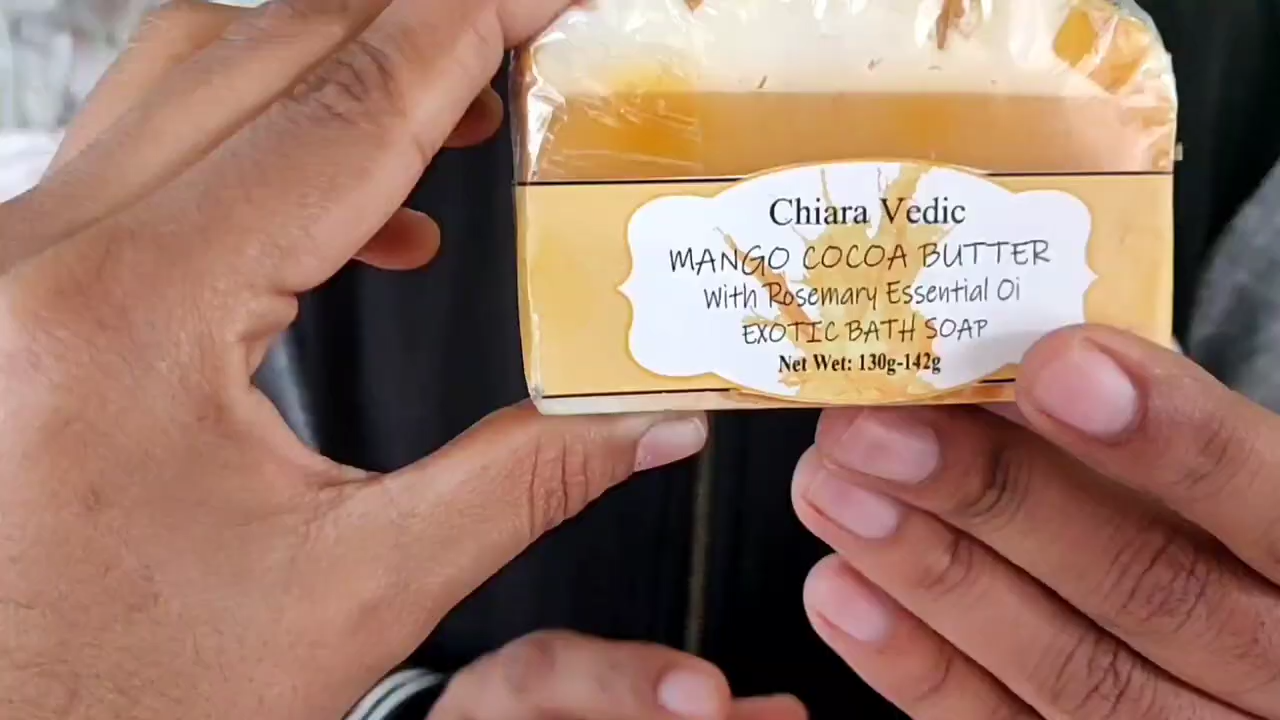 Chiara Vedic
MANGO COCOA BUTTER
With Rosemary Essential Oi
EXOTIC BATH SOAP
Net Wet: 130g-142g